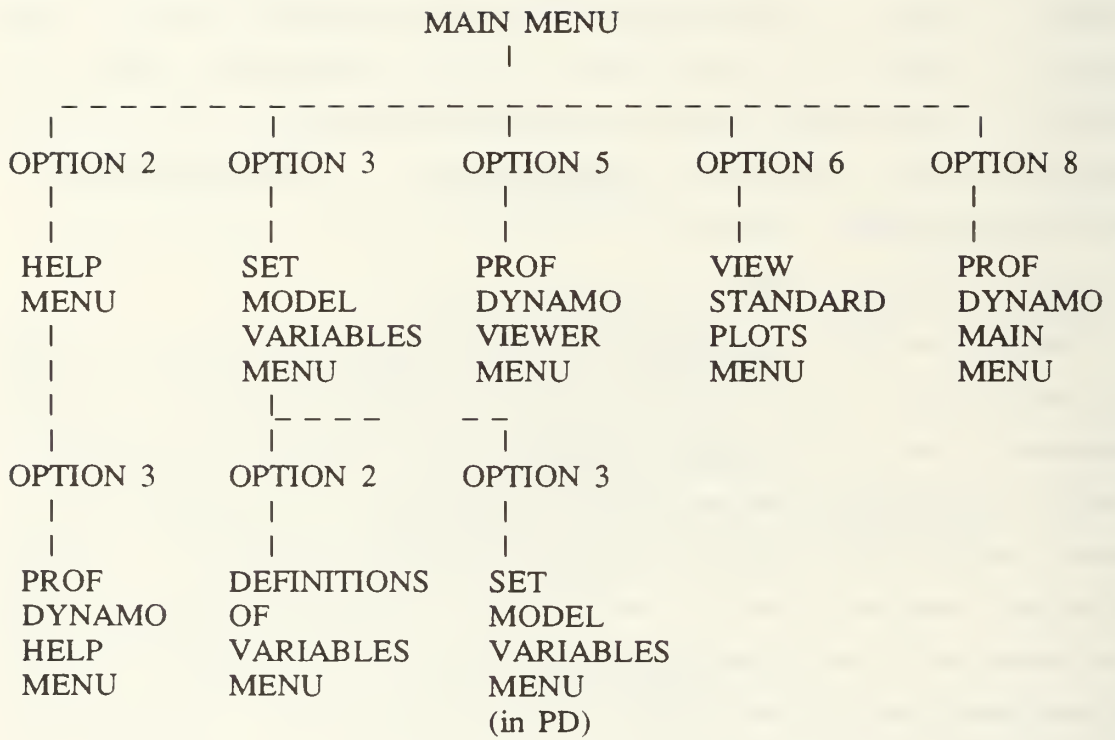 MAIN MENU
OPTION 2 OPTION 3 OPTION 5 OPTION 6 OPTION 8
HELP MENU
SET MODEL VARIABLES MENU
PROF DYNAMO VIEWER MENU
VIEW STANDARD PLOTS MENU
PROF DYNAMO MAIN MENU
OPTION 3 OPTION 2 OPTION 3
PROF DYNAMO HELP MENU
DEFINITIONS OF VARIABLES MENU
SET MODEL VARIABLES MENU (in PD)